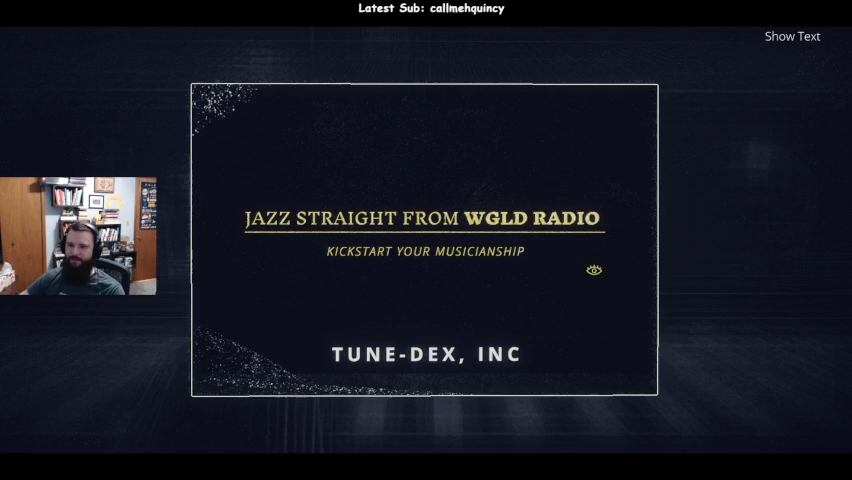 Latest Sub: callmehquincy
Show Text
JAZZ STRAIGHT FROM WGLD RADIO
KICKSTART YOUR MUSICIANSHIP
TUNE-DEX, INC